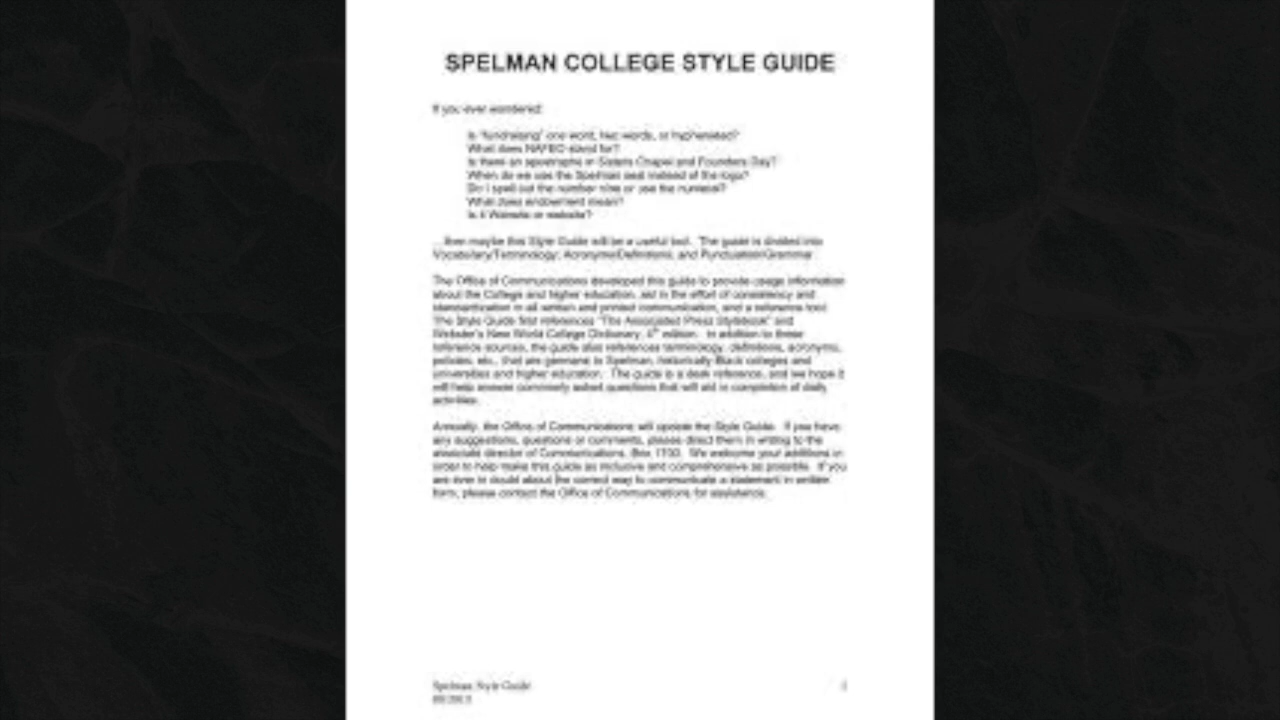 SPELMAN COLLEGE STYLE GUIDE
If you ever wondered:
Is "fundraising" one word, two words, or hyphenated?
What does NAFEO stand for?
Is there an apostrophe in Sisters Chapel and Founders Day?
When do we use the Spelman seal instead of the logo?
Do I spell out the number nine or use the numeral?
What does endowment mean?
Is it Website or website?
…then maybe this Style Guide will be a useful tool. The guide is divided into
Vocabulary/Terminology; Acronyms/Definitions; and Punctuation/Grammar.
The Office of Communications developed this guide to provide usage information
about the College and higher education, aid in the effort of consistency and
standardization in all written and printed communication, and a reference tool.
The Style Guide first references "The Associated Press Stylebook" and
Webster's New World College Dictionary, edition. In addition to these
reference sources, the guide also references terminology, definitions, acronyms,
policies, etc., that are germane to Spelman, historically Black colleges and
universities and higher education. The guide is a desk reference, and we hope it
will help answer commonly asked questions that will aid in completion of daily
activities.
Annually, the Office of Communications will update the Style Guide. If you have
any suggestions, questions or comments, please direct them in writing to the
associate director of Communications, Box. We welcome your additions in
order to help make this guide as inclusive and comprehensive as possible. If you
are ever in doubt about the correct way to communicate a statement in written
form, please contact the Office of Communications for assistance.
Spelman Style Guide